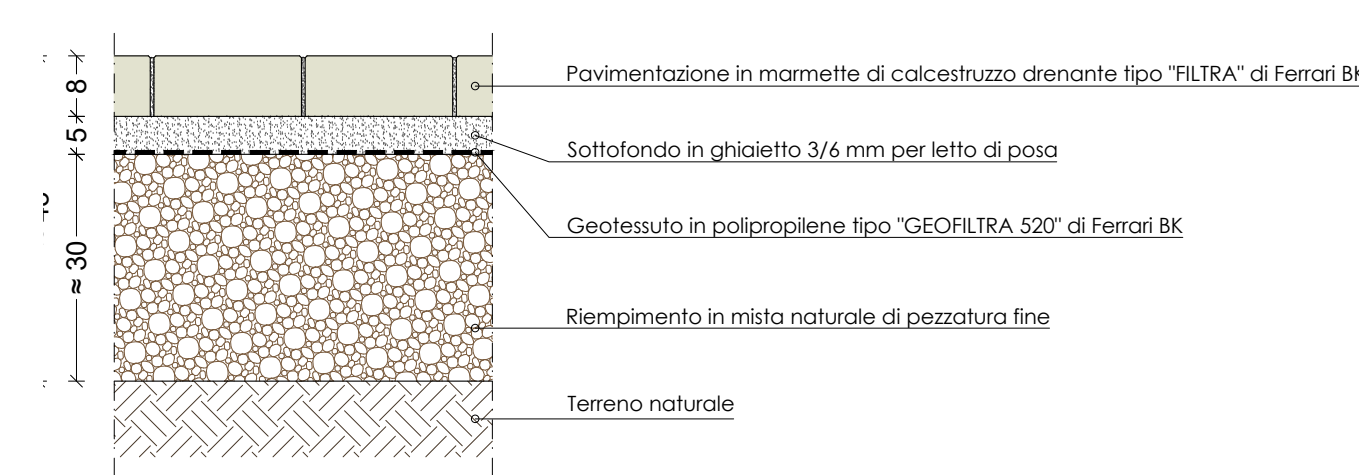 Pavimentazione in marmette di calcestruzzo drenante tipo "FILTRA" di Ferrari BK
8
5
Sottofondo in ghiaietto 3/6 mm per letto di posa
Geotessuto in polipropilene tipo "GEOFILTRA 520" di Ferrari BK
≈ 30
Riempimento in mista naturale di pezzatura fine
Terreno naturale